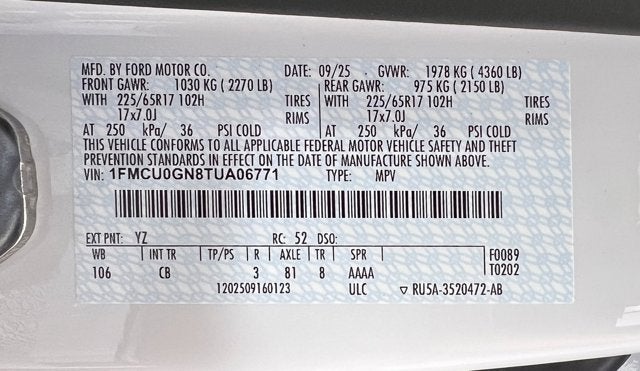 MFD. BY FORD MOTOR CO. DATE: 09/25 GVWR: 1978 KG ( 4360 LB)
FRONT GAWR: 1030 KG ( 2270 LB) REAR GAWR: 975 KG ( 2150 LB)
WITH 225/65R17 102H TIRES WITH 225/65R17 102H TIRES
17x7.0J RIMS 17x7.0J RIMS
AT 250 kPa/ 36 PSI COLD AT 250 kPa/ 36 PSI COLD
THIS VEHICLE CONFORMS TO ALL APPLICABLE FEDERAL MOTOR VEHICLE SAFETY AND THEFT
PREVENTION STANDARDS IN EFFECT ON THE DATE OF MANUFACTURE SHOWN ABOVE.
VIN: 1FMCU0GN8TUA06771 TYPE: MPV
EXT PNT: YZ RC: 52 DSO:
WB INT TR TP/PS R AXLE TR SPR F0089
106 CB 3 81 8 AAAA T0202
1202509160123 ULC ▽ RU5A-3520472-AB